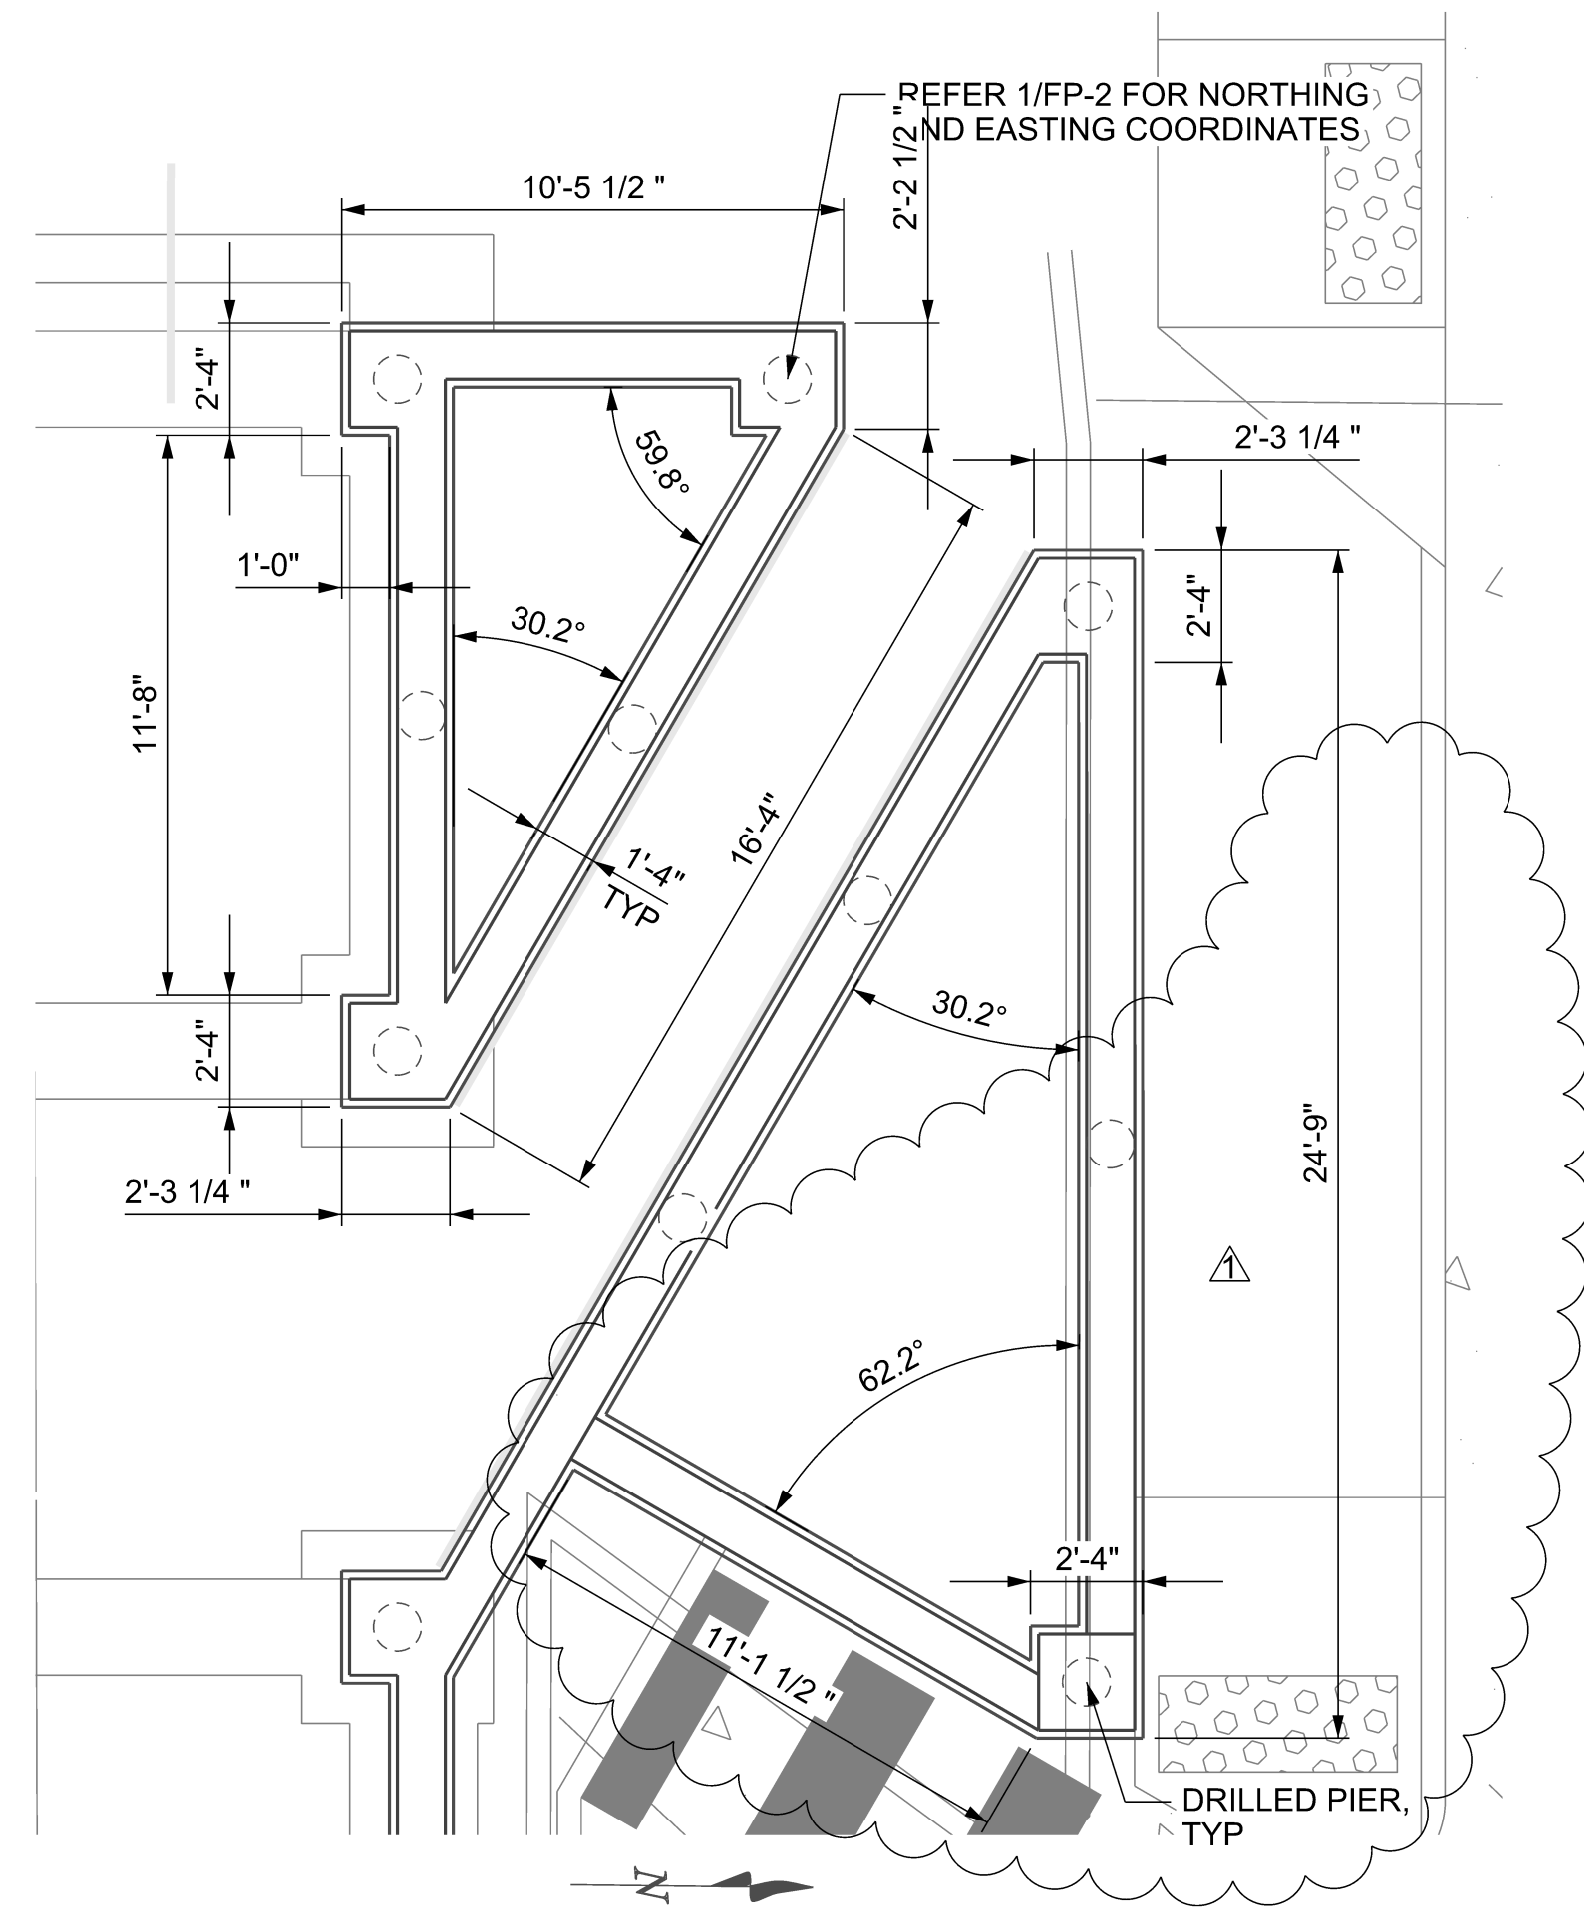 REFER 1/FP-2 FOR NORTHING
ND EASTING COORDINATES
2'-2 1/2 "
10'-5 1/2 "
2'-4"
59.8°
2'-3 1/4 "
1'-0"
30.2°
2'-4"
11'-8"
16'-4"
1'-4"
TYP
30.2°
2'-4"
24'-9"
2'-3 1/4 "
1
62.2°
2'-4"
11'-1 1/2 "
DRILLED PIER,
TYP
N